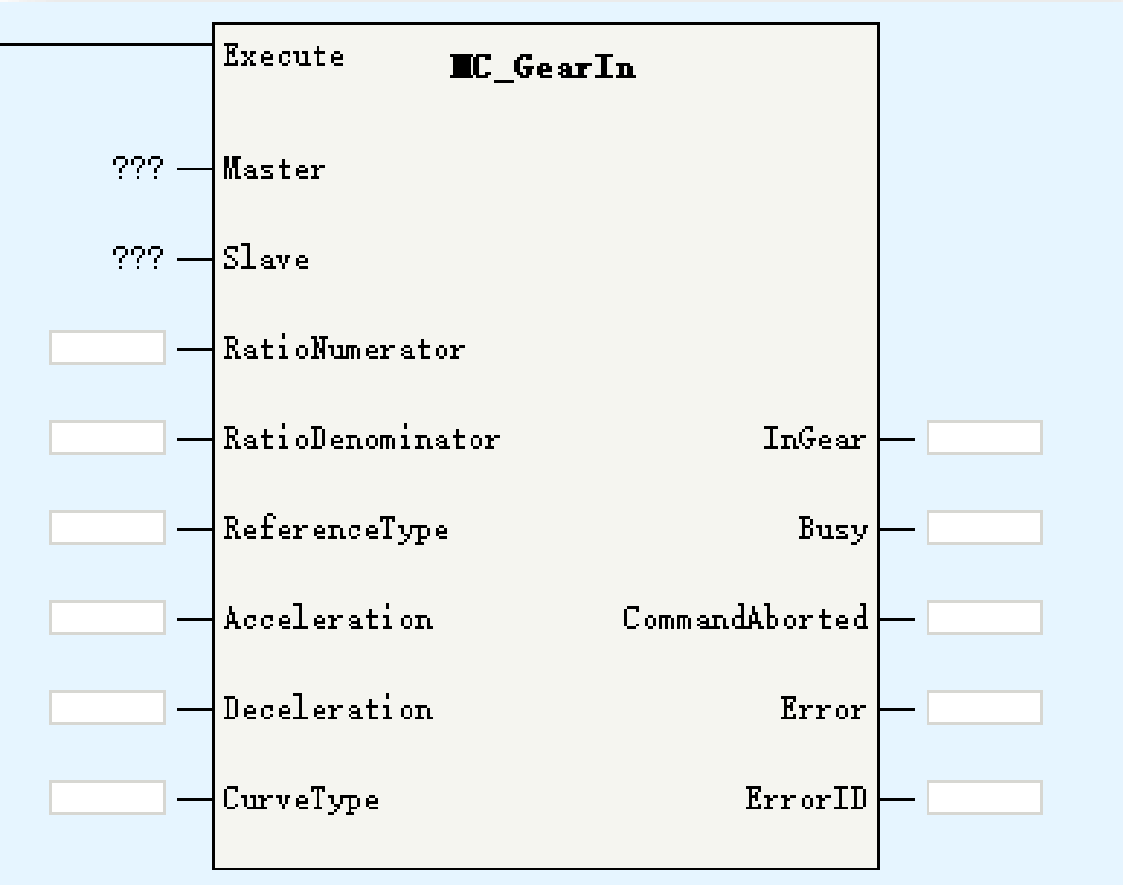 Execute
MC_GearIn
??? Master
??? Slave
RatioNumerator
RatioDenominator InGear
ReferenceType Busy
Acceleration CommandAborted
Deceleration Error
CurveType ErrorID